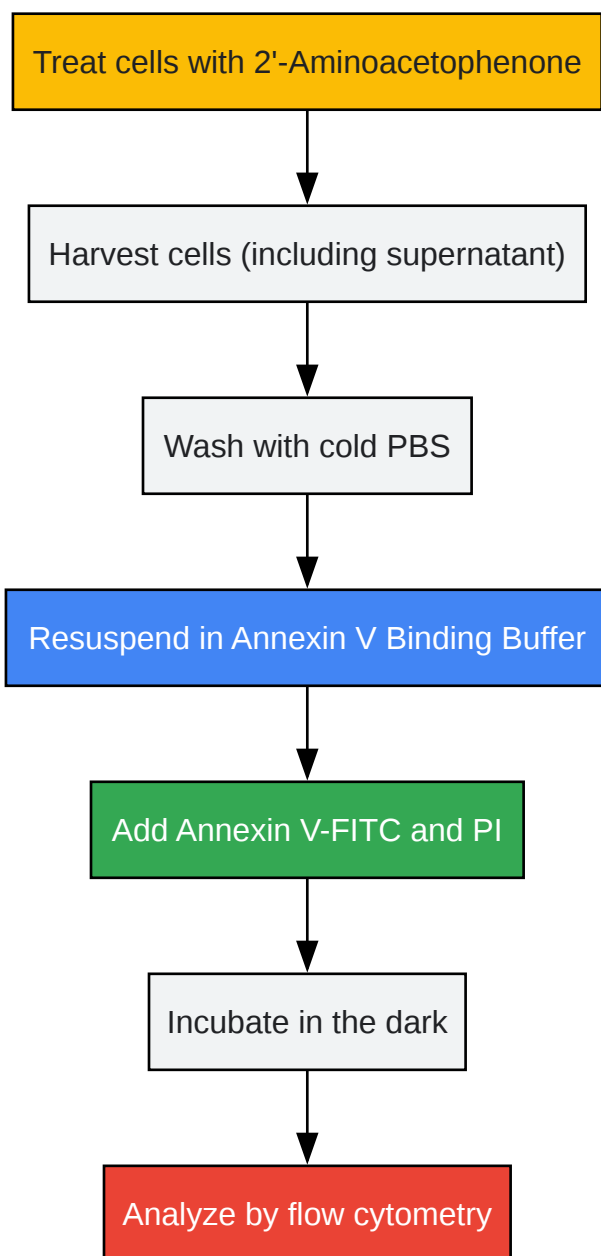 Treat cells with 2'-Aminoacetophenone
Harvest cells (including supernatant)
Wash with cold PBS
Resuspend in Annexin V Binding Buffer
Add Annexin V-FITC and PI
Incubate in the dark
Analyze by flow cytometry